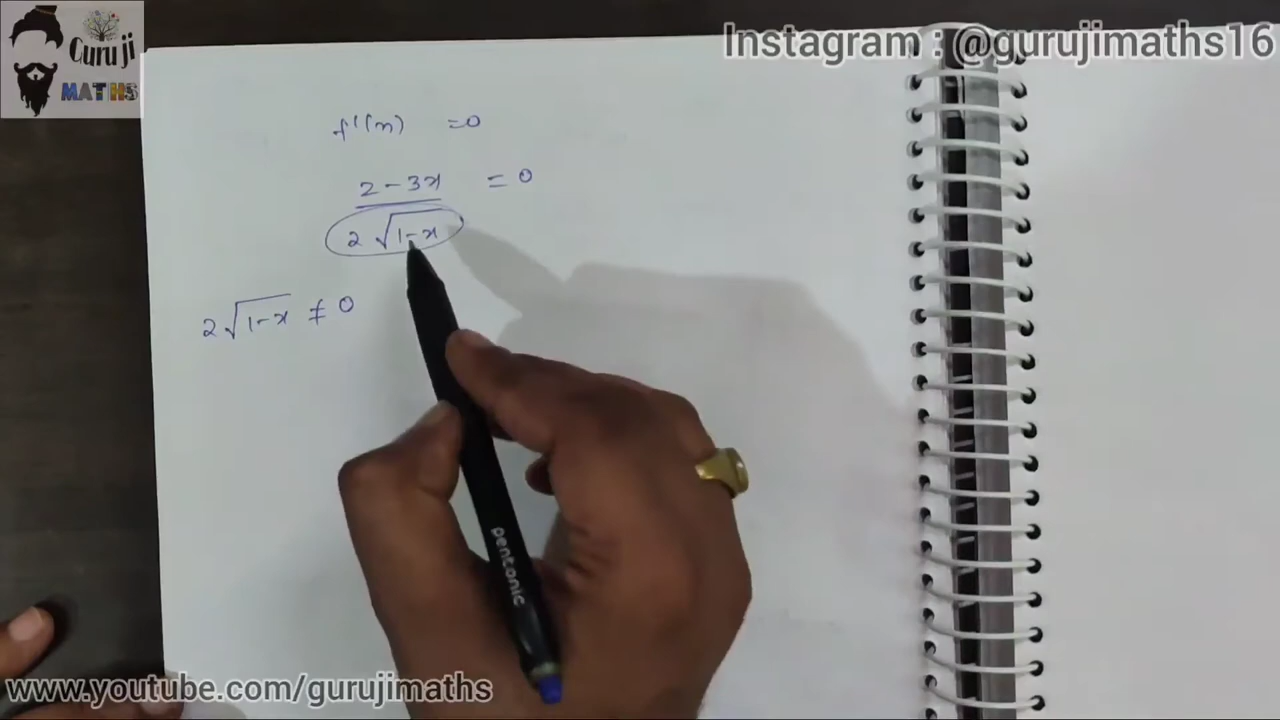 Guru ji
MATHS
Instagram : @gurujimaths16
f'(x) =0
2-3x
= 0
2 √1-x
2√1-x ≠ 0
pentonic
www.youtube.com/gurujimaths